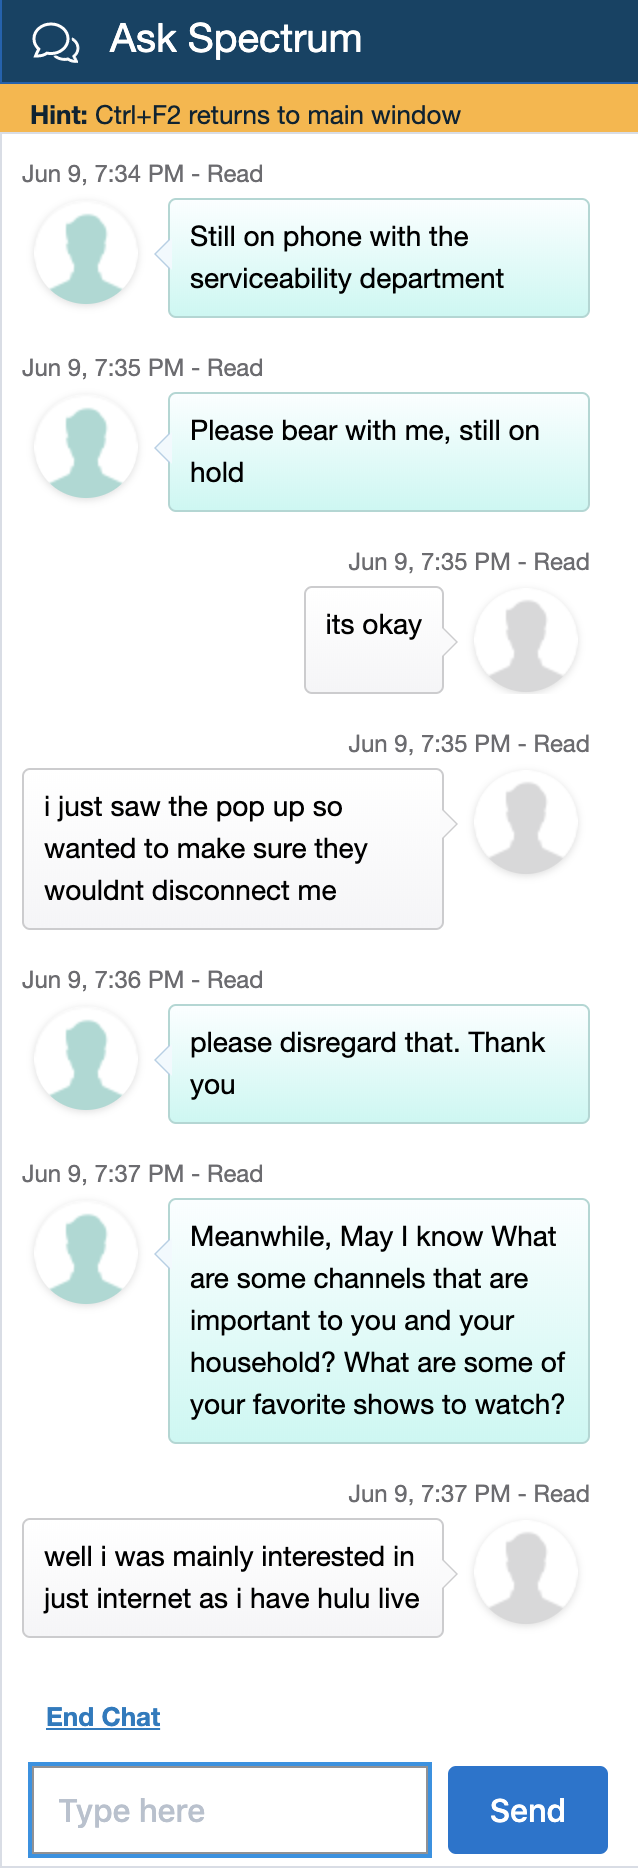 Ask Spectrum
Hint: Ctrl+F2 returns to main window
Jun 9, 7:34 PM - Read
Still on phone with the
serviceability department
Jun 9, 7:35 PM - Read
Please bear with me, still on
hold
Jun 9, 7:35 PM - Read
its okay
Jun 9, 7:35 PM - Read
i just saw the pop up so
wanted to make sure they
wouldnt disconnect me
Jun 9, 7:36 PM - Read
please disregard that. Thank
you
Jun 9, 7:37 PM - Read
Meanwhile, May I know What
are some channels that are
important to you and your
household? What are some of
your favorite shows to watch?
Jun 9, 7:37 PM - Read
well i was mainly interested in
just internet as i have hulu live
End Chat
Type here
Send